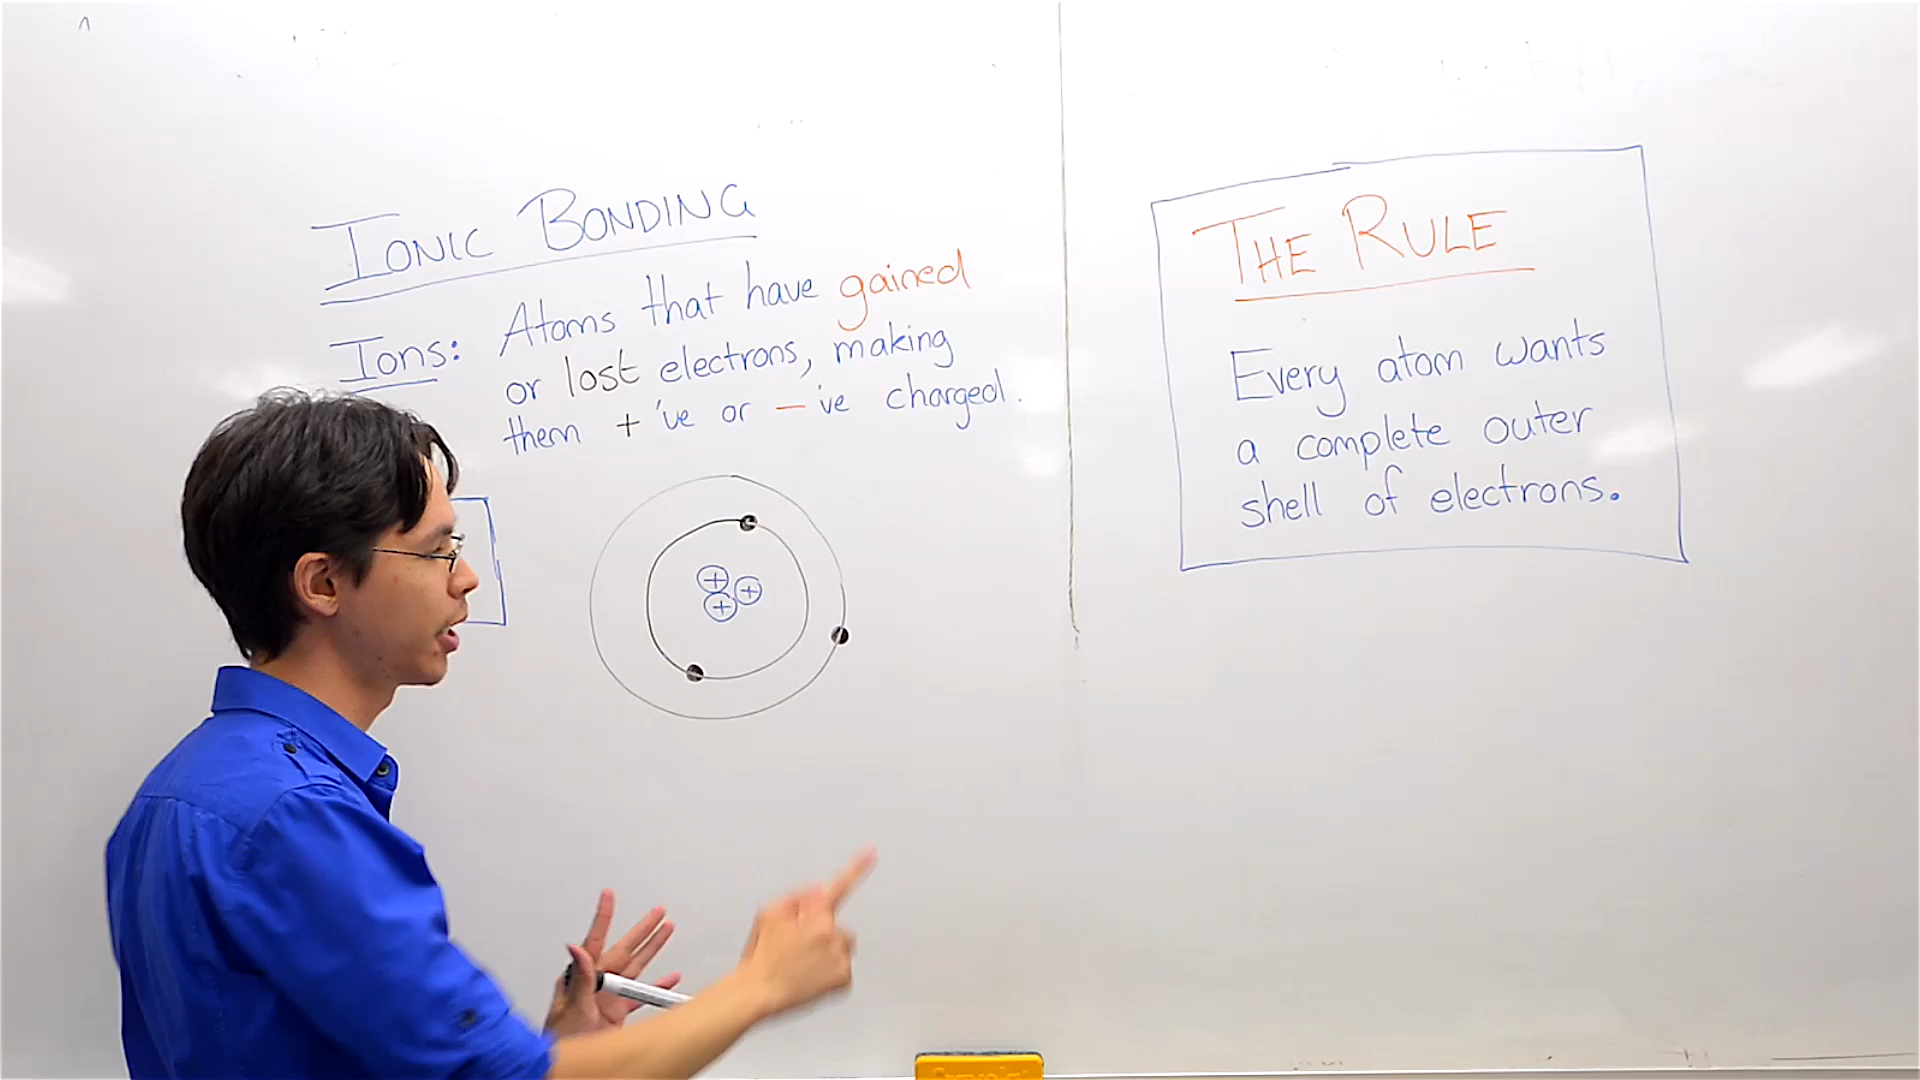 IONIC BONDING
Ions: Atoms that have gained
or lost electrons, making
them +'ve or -'ve charged.
+
+
+
THE RULE
Every atom wants
a complete outer
shell of electrons.